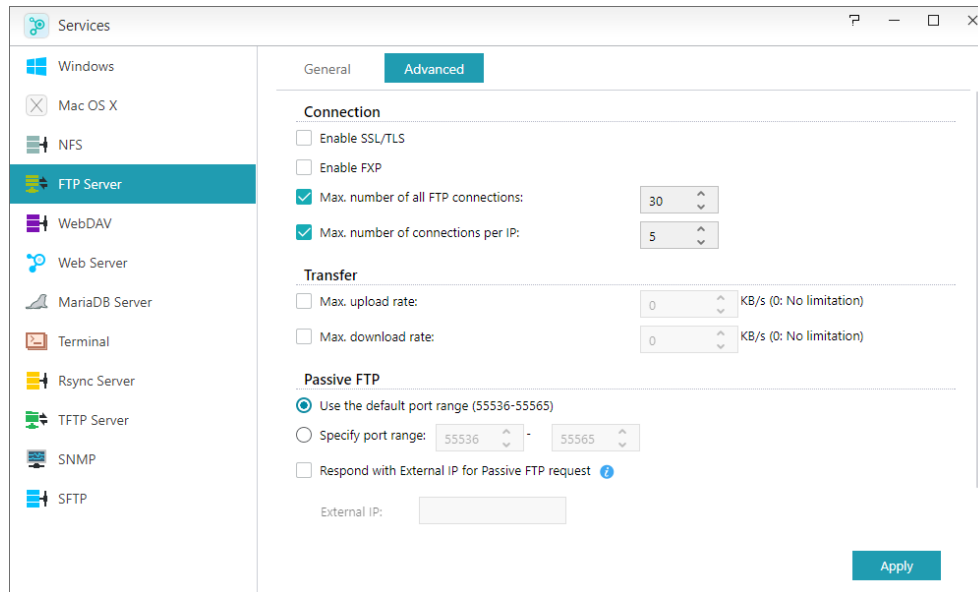 Services
Windows
Mac OS X
NFS
FTP Server
WebDAV
Web Server
MariaDB Server
Terminal
Rsync Server
TFTP Server
SNMP
SFTP
General Advanced
Connection
Enable SSL/TLS
Enable FXP
Max. number of all FTP connections: 30
Max. number of connections per IP: 5
Transfer
Max. upload rate: 0 KB/s (0: No limitation)
Max. download rate: 0 KB/s (0: No limitation)
Passive FTP
Use the default port range (55536-55565)
Specify port range: 55536 - 55565
Respond with External IP for Passive FTP request
External IP:
Apply